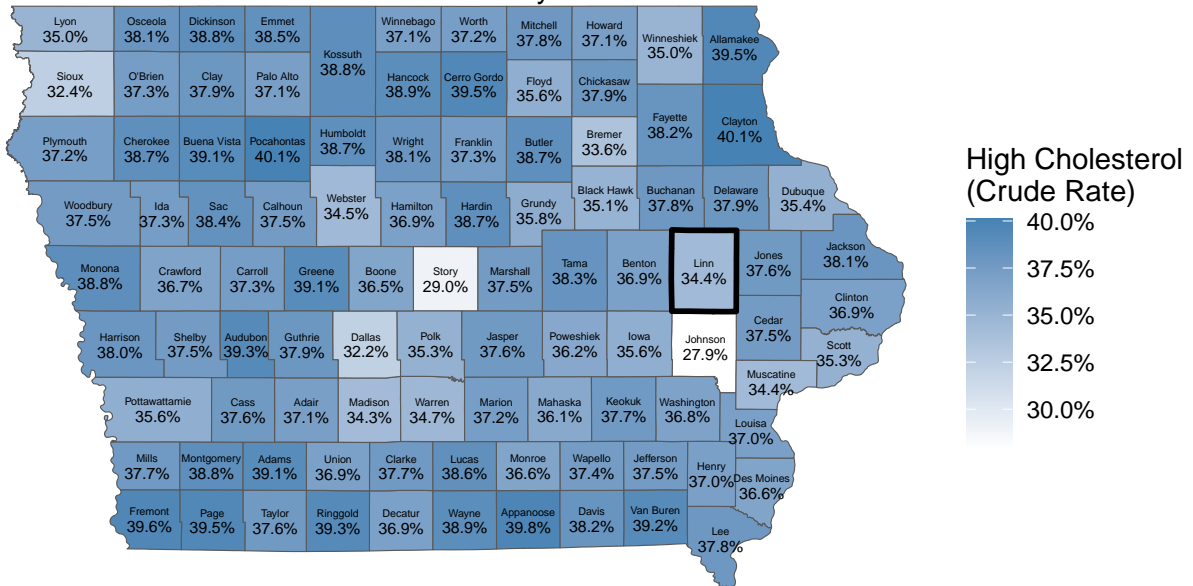 Lyon
35.0%
Osceola
38.1%
Dickinson
38.8%
Emmet
38.5%
Kossuth
38.8%
Winnebago
37.1%
Worth
37.2%
Mitchell
37.8%
Howard
37.1%
Winneshiek
35.0%
Allamakee
39.5%
Sioux
32.4%
O'Brien
37.3%
Clay
37.9%
Palo Alto
37.1%
Hancock
38.9%
Cerro Gordo
39.5%
Floyd
35.6%
Chickasaw
37.9%
Fayette
38.2%
Clayton
40.1%
Plymouth
37.2%
Cherokee
38.7%
Buena Vista
39.1%
Pocahontas
40.1%
Humboldt
38.7%
Wright
38.1%
Franklin
37.3%
Butler
38.7%
Bremer
33.6%
Woodbury
37.5%
Ida
37.3%
Sac
38.4%
Calhoun
37.5%
Webster
34.5%
Hamilton
36.9%
Hardin
38.7%
Grundy
35.8%
Black Hawk
35.1%
Buchanan
37.8%
Delaware
37.9%
Dubuque
35.4%
Monona
38.8%
Crawford
36.7%
Carroll
37.3%
Greene
39.1%
Boone
36.5%
Story
29.0%
Marshall
37.5%
Tama
38.3%
Benton
36.9%
Linn
34.4%
Jones
37.6%
Jackson
38.1%
Clinton
36.9%
Harrison
38.0%
Shelby
37.5%
Audubon
39.3%
Guthrie
37.9%
Dallas
32.2%
Polk
35.3%
Jasper
37.6%
Poweshiek
36.2%
Iowa
35.6%
Johnson
27.9%
Cedar
37.5%
Scott
35.3%
Muscatine
34.4%
Pottawattamie
35.6%
Cass
37.6%
Adair
37.1%
Madison
34.3%
Warren
34.7%
Marion
37.2%
Mahaska
36.1%
Keokuk
37.7%
Washington
36.8%
Louisa
37.0%
Mills
37.7%
Montgomery
38.8%
Adams
39.1%
Union
36.9%
Clarke
37.7%
Lucas
38.6%
Monroe
36.6%
Wapello
37.4%
Jefferson
37.5%
Henry
37.0%
Des Moines
36.6%
Fremont
39.6%
Page
39.5%
Taylor
37.6%
Ringgold
39.3%
Decatur
36.9%
Wayne
38.9%
Appanoose
39.8%
Davis
38.2%
Van Buren
39.2%
Lee
37.8%
High Cholesterol
(Crude Rate)
40.0%
37.5%
35.0%
32.5%
30.0%